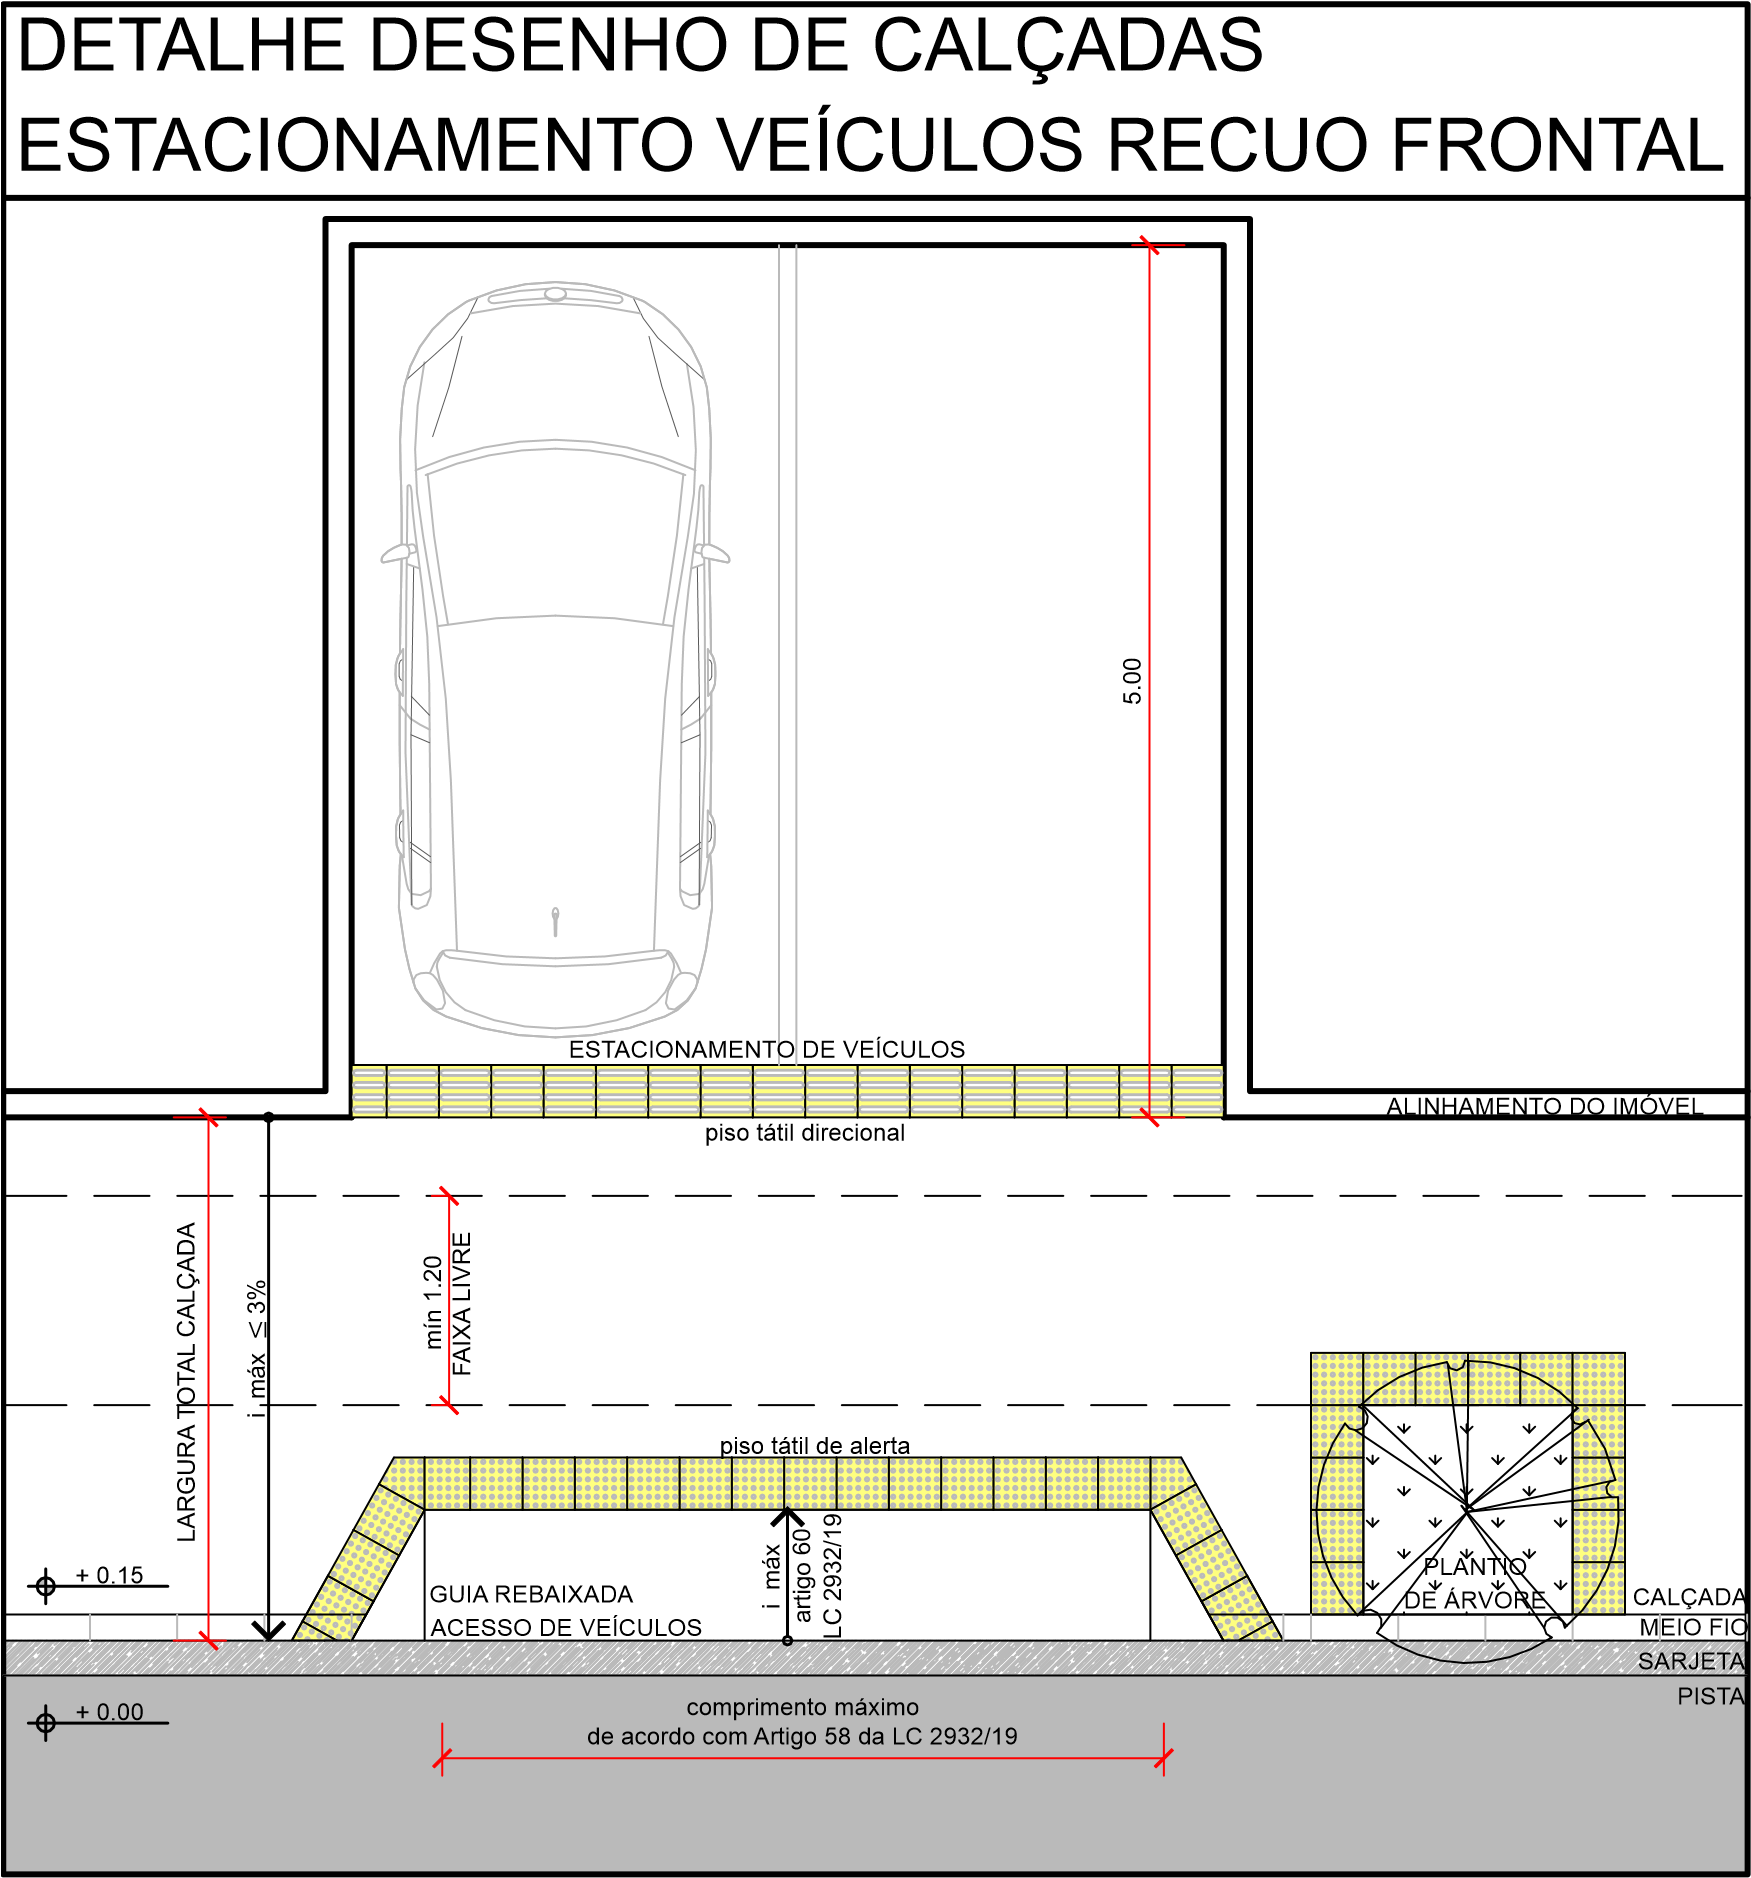 DETALHE DESENHO DE CALÇADAS
ESTACIONAMENTO VEÍCULOS RECUO FRONTAL
5.00
ESTACIONAMENTO DE VEÍCULOS
ALINHAMENTO DO IMÓVEL
piso tátil direcional
LARGURA TOTAL CALÇADA
i máx ≤ 3%
mín 1.20
FAIXA LIVRE
piso tátil de alerta
i máx
artigo 60
LC 2932/19
+ 0.15
GUIA REBAIXADA
ACESSO DE VEÍCULOS
PLANTIO
DE ÁRVORE
CALÇADA
MEIO FIO
SARJETA
PISTA
+ 0.00
comprimento máximo
de acordo com Artigo 58 da LC 2932/19